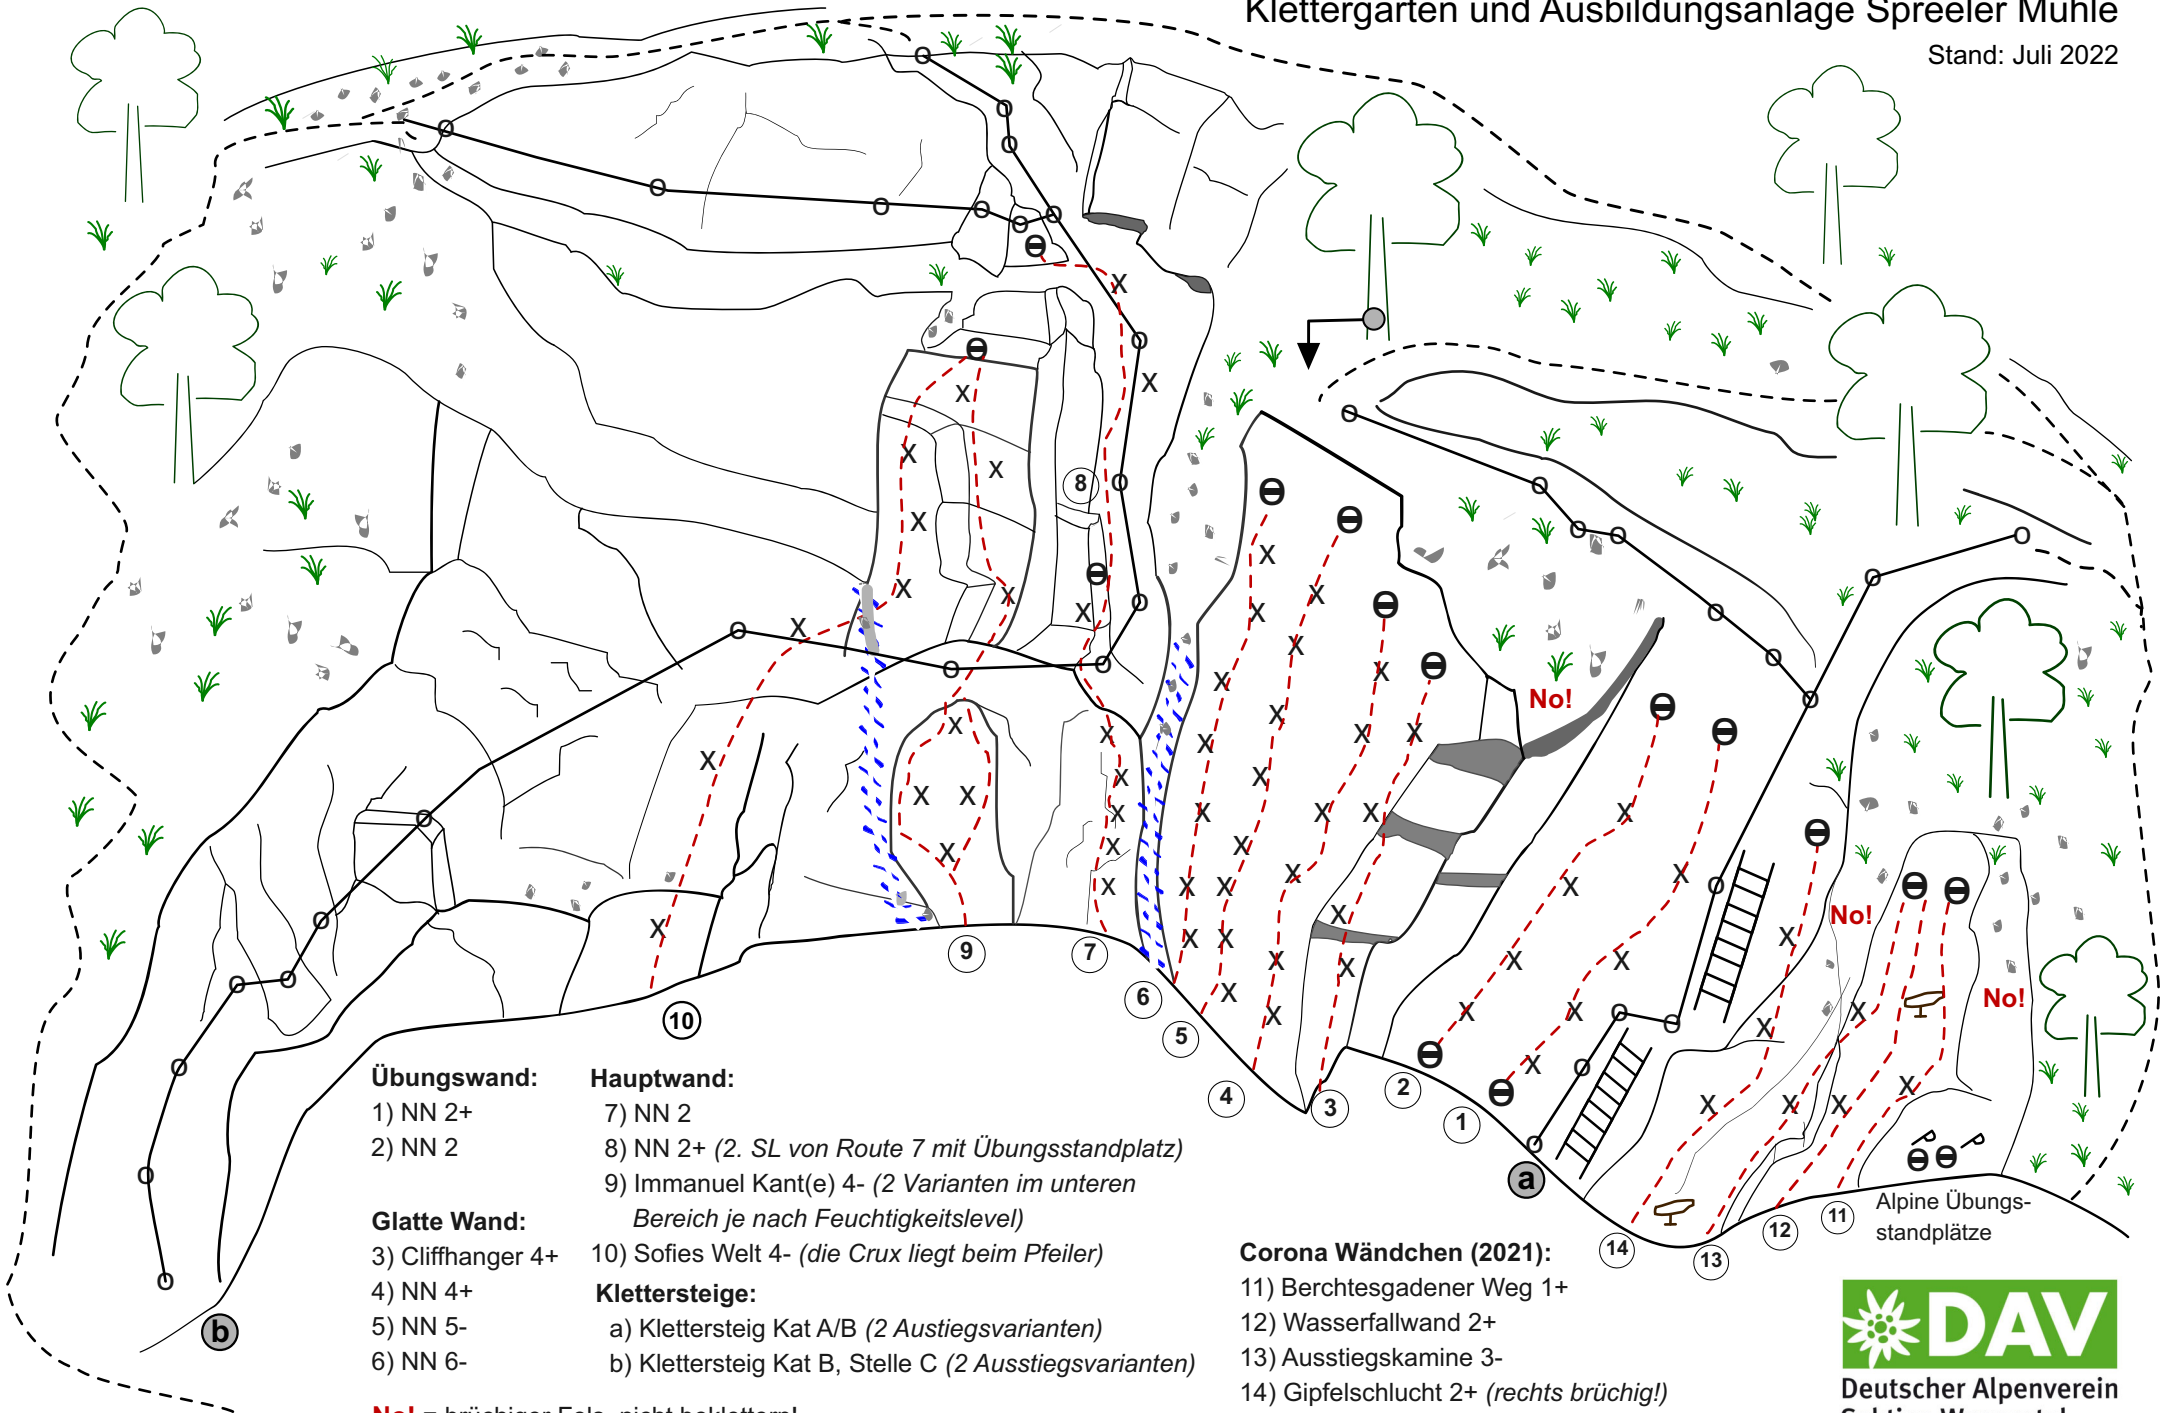 Klettergarten und Ausbildungsanlage Spreeler Mühle
Stand: Juli 2022
8
No!
No!
No!
9
7
10
6
5
4
3
2
1
a
b
14
13
12
11
Alpine Übungs-
standplätze
Übungswand:
1) NN 2+
2) NN 2
Glatte Wand:
3) Cliffhanger 4+
4) NN 4+
5) NN 5-
6) NN 6-
Hauptwand:
7) NN 2
8) NN 2+ (2. SL von Route 7 mit Übungsstandplatz)
9) Immanuel Kant(e) 4- (2 Varianten im unteren
Bereich je nach Feuchtigkeitslevel)
10) Sofies Welt 4- (die Crux liegt beim Pfeiler)
Klettersteige:
a) Klettersteig Kat A/B (2 Austiegsvarianten)
b) Klettersteig Kat B, Stelle C (2 Ausstiegsvarianten)
No! = brüchiger Fels, nicht beklettern!
Corona Wändchen (2021):
11) Berchtesgadener Weg 1+
12) Wasserfallwand 2+
13) Ausstiegskamine 3-
14) Gipfelschlucht 2+ (rechts brüchig!)
DAV
Deutscher Alpenverein